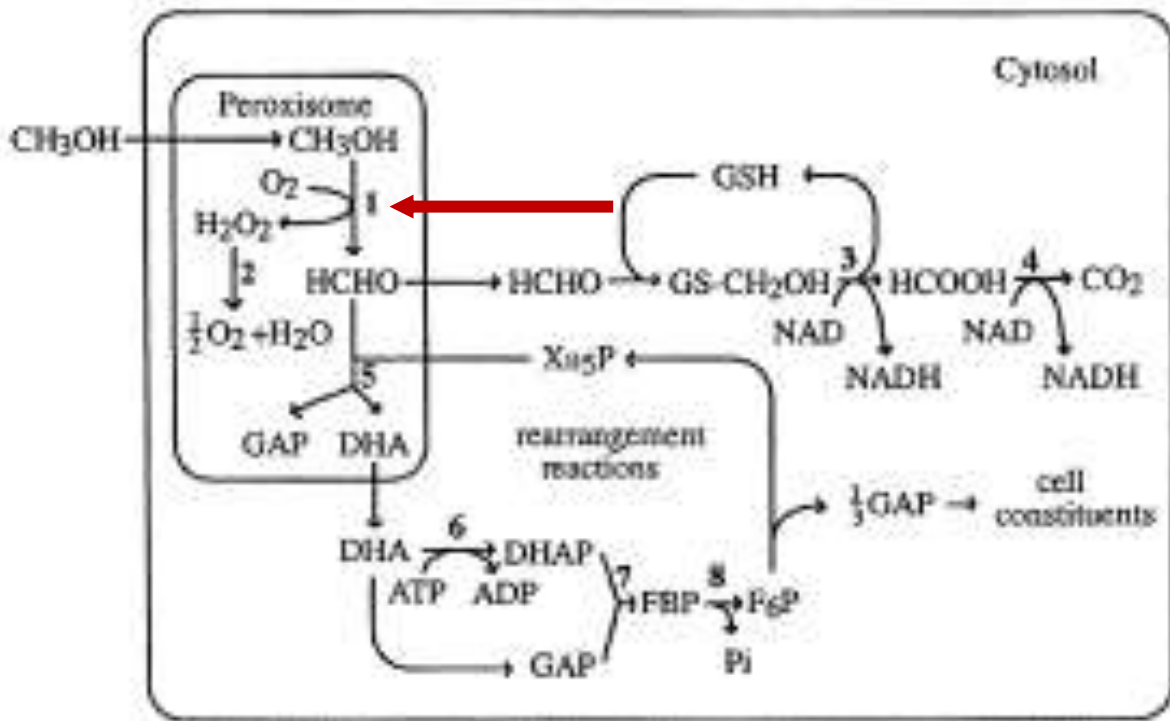 Cytosol
Peroxisome
CH3OH
CH3OH
O2
1
GSH
H2O2
2
HCHO
HCHO
GS-CH2OH
3
HCOOH
4
CO2
½O2+H2O
NAD
NAD
NADH
NADH
Xu5P
5
GAP
DHA
rearrangement
reactions
⅓GAP
cell
constituents
DHA
6
DHAP
ATP
ADP
7
FBP
8
F6P
GAP
Pi